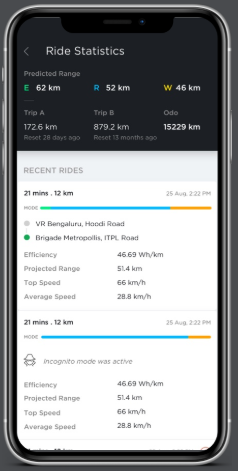 Ride Statistics
Predicted Range
E 62 km R 52 km W 46 km
Trip A Trip B Odo
172.6 km 879.2 km 15229 km
Reset 28 days ago Reset 13 months ago
RECENT RIDES
21 mins . 12 km 25 Aug, 2:22 PM
MODE
VR Bengaluru, Hoodi Road
Brigade Metropollis, ITPL Road
Efficiency 46.69 Wh/km
Projected Range 51.4 km
Top Speed 66 km/h
Average Speed 28.8 km/h
21 mins . 12 km 25 Aug, 2:22 PM
MODE
Incognito mode was active
Efficiency 46.69 Wh/km
Projected Range 51.4 km
Top Speed 66 km/h
Average Speed 28.8 km/h